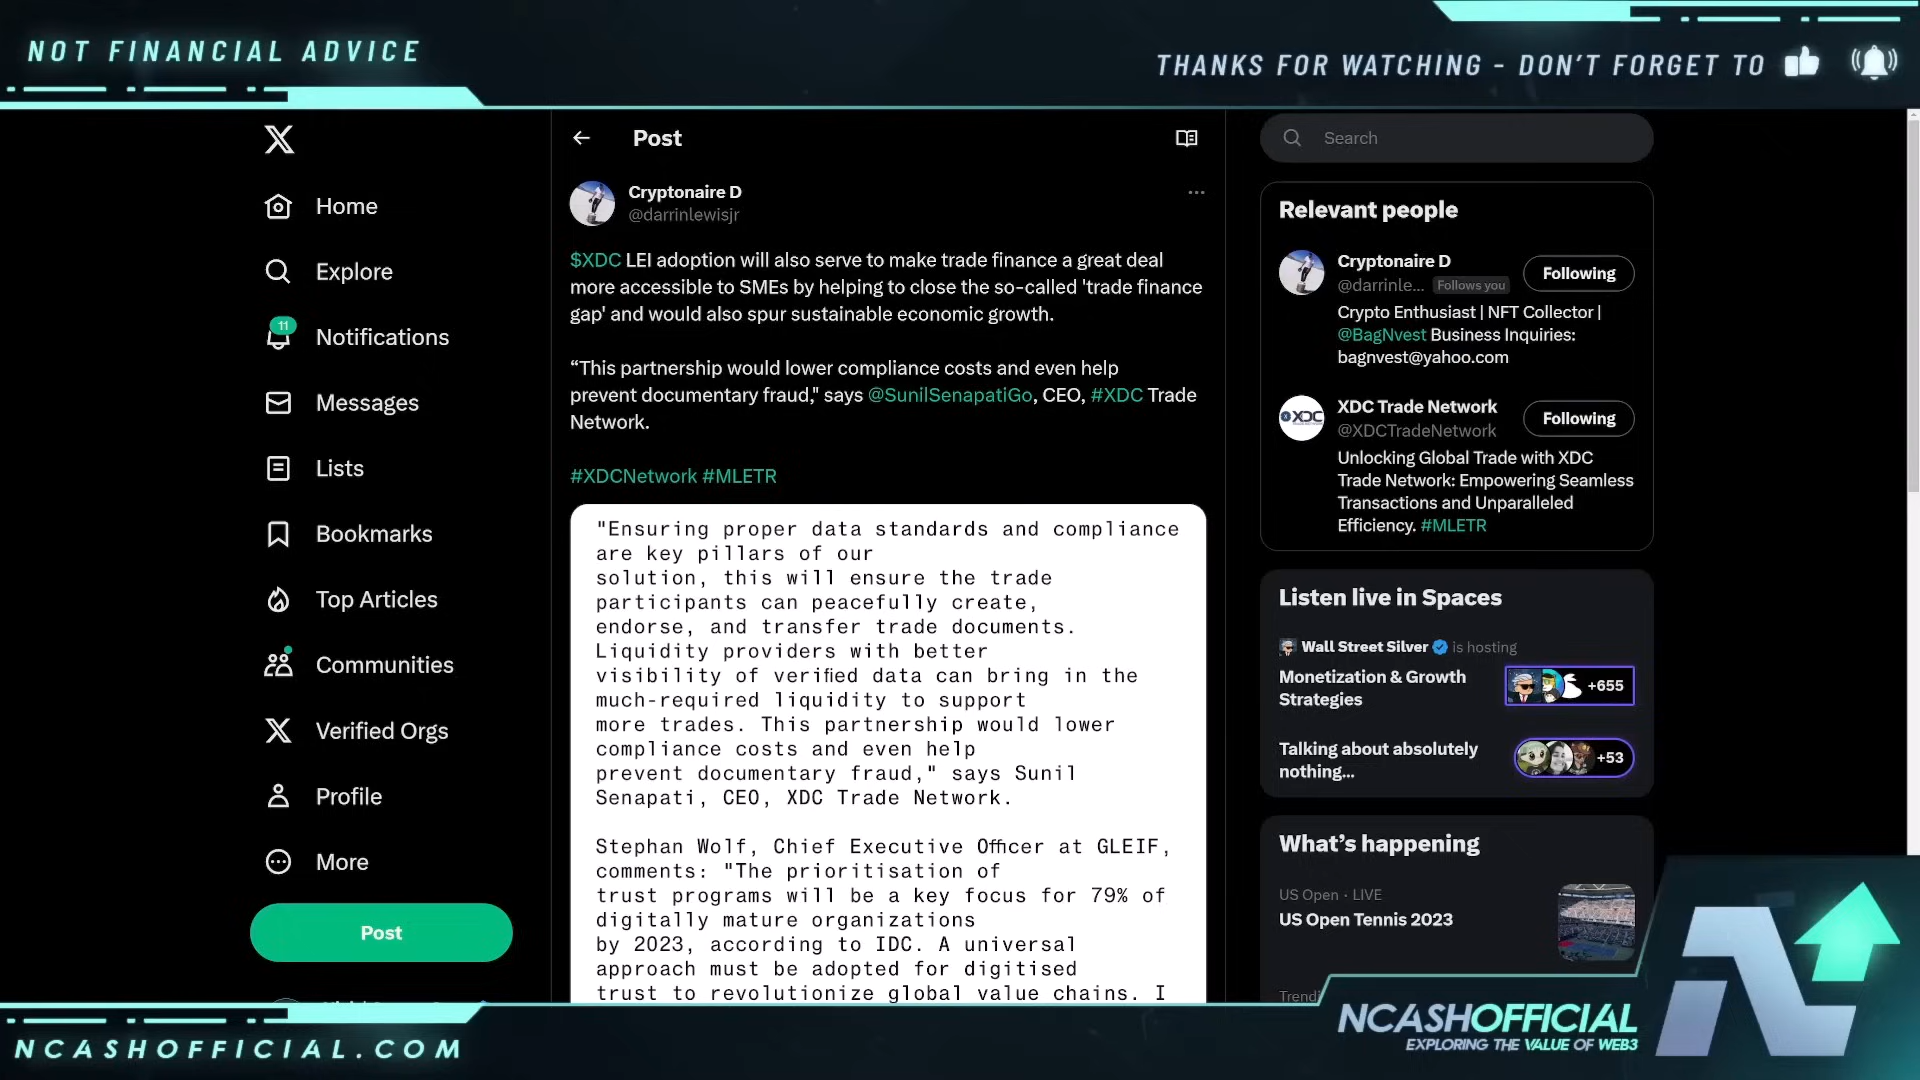 NOT FINANCIAL ADVICE
THANKS FOR WATCHING - DON'T FORGET TO
Home
Explore
11
Notifications
Messages
Lists
Bookmarks
Top Articles
Communities
Verified Orgs
Profile
More
Post
Post
Cryptonaire D
@darrinlewisjr
$XDC LEI adoption will also serve to make trade finance a great deal
more accessible to SMEs by helping to close the so-called 'trade finance
gap' and would also spur sustainable economic growth.
“This partnership would lower compliance costs and even help
prevent documentary fraud," says @SunilSenapatiGo, CEO, #XDC Trade
Network.
#XDCNetwork #MLETR
"Ensuring proper data standards and compliance
are key pillars of our
solution, this will ensure the trade
participants can peacefully create,
endorse, and transfer trade documents.
Liquidity providers with better
visibility of verified data can bring in the
much-required liquidity to support
more trades. This partnership would lower
compliance costs and even help
prevent documentary fraud," says Sunil
Senapati, CEO, XDC Trade Network.
Stephan Wolf, Chief Executive Officer at GLEIF,
comments: "The prioritisation of
trust programs will be a key focus for 79% of
digitally mature organizations
by 2023, according to IDC. A universal
approach must be adopted for digitised
trust to revolutionize global value chains. I
Search
Relevant people
Cryptonaire D
@darrinle... Follows you
Following
Crypto Enthusiast | NFT Collector |
@BagNvest Business Inquiries:
bagnvest@yahoo.com
XDC
XDC Trade Network
@XDCTradeNetwork
Following
Unlocking Global Trade with XDC
Trade Network: Empowering Seamless
Transactions and Unparalleled
Efficiency. #MLETR
Listen live in Spaces
Wall Street Silver is hosting
Monetization & Growth
Strategies
+655
Talking about absolutely
nothing...
+53
What’s happening
US Open · LIVE
US Open Tennis 2023
Trendi
NCASHOFFICIAL
EXPLORING THE VALUE OF WEB3
NCASHOFFICIAL.COM